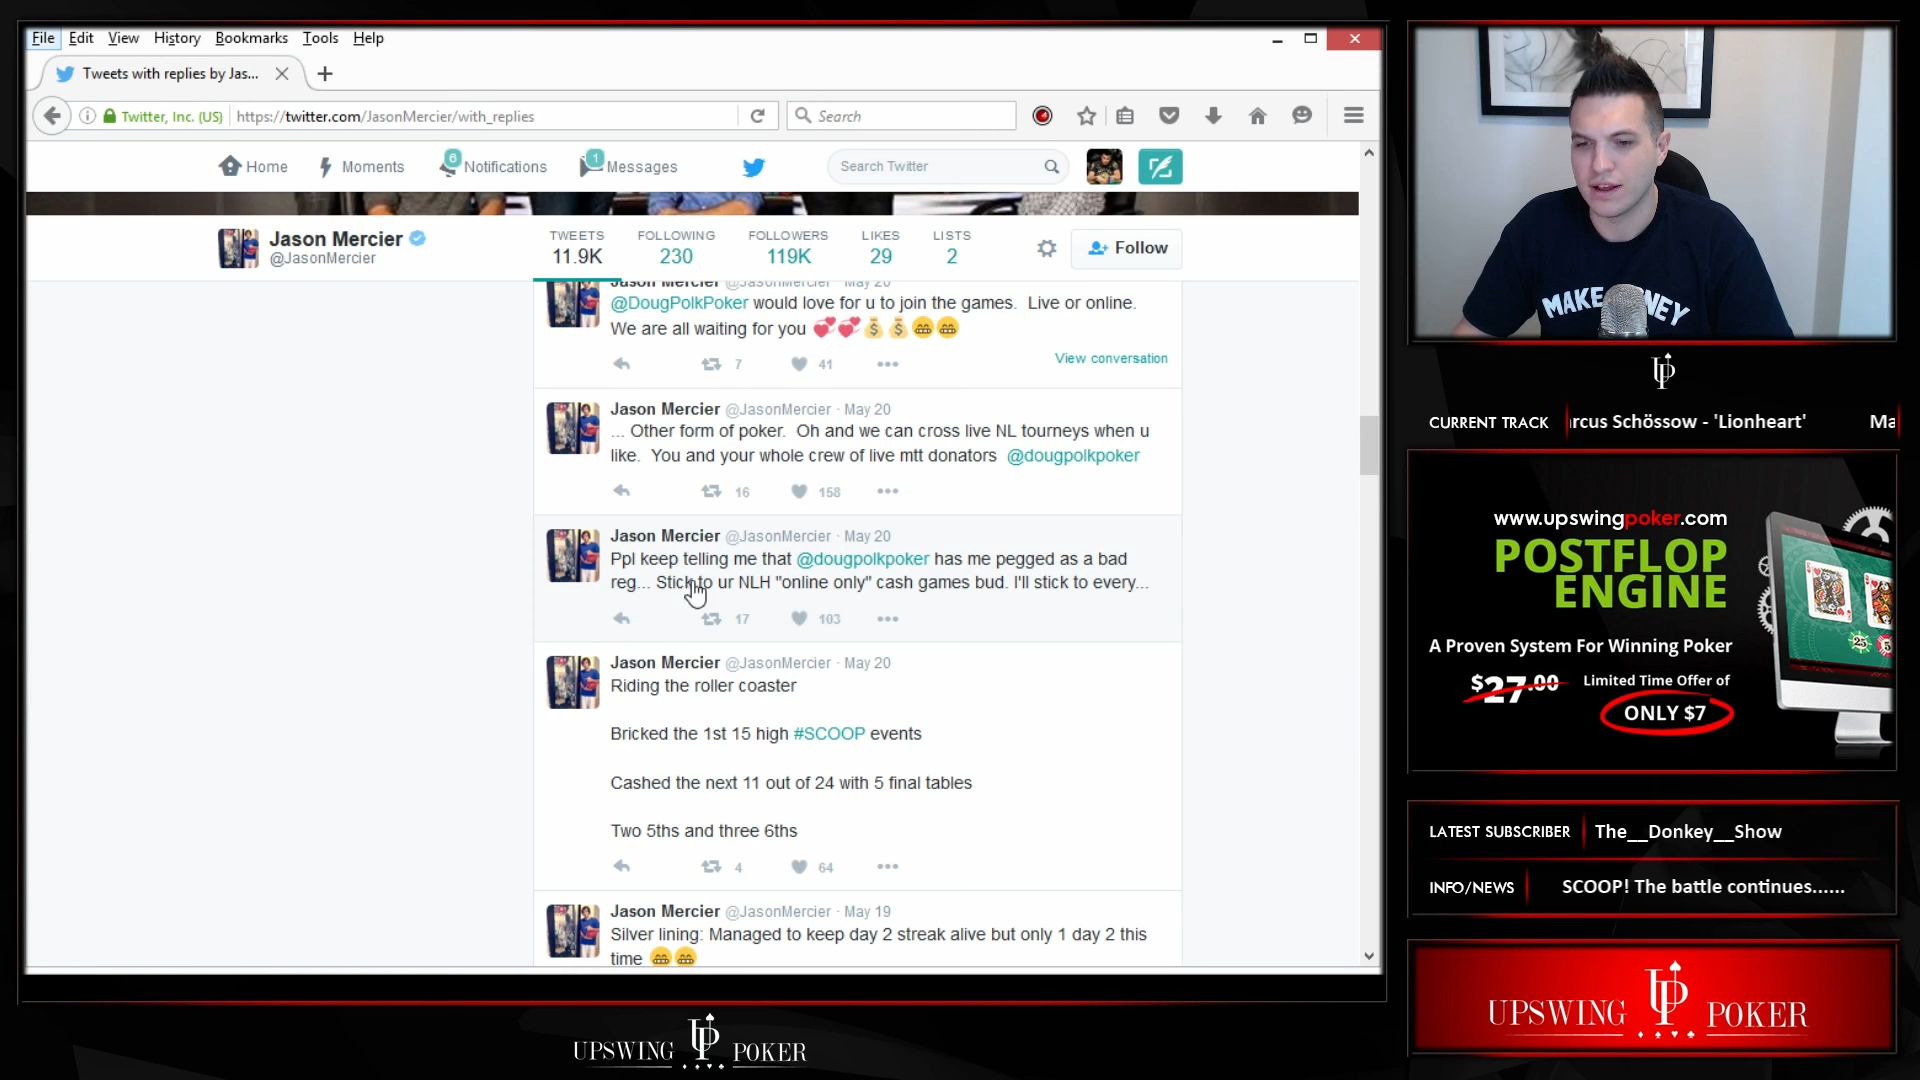 File Edit View History Bookmarks Tools Help
Tweets with replies by Jas...
Twitter, Inc. (US) https://twitter.com/JasonMercier/with_replies
Search
Home Moments 6 Notifications 1 Messages
Search Twitter
Jason Mercier
@JasonMercier
TWEETS FOLLOWING FOLLOWERS LIKES LISTS
11.9K 230 119K 29 2
Follow
Jason Mercier @JasonMercier · May 20
@DougPolkPoker would love for u to join the games. Live or online.
We are all waiting for you 💞💞💰💰😁😁
7 41
View conversation
Jason Mercier @JasonMercier · May 20
... Other form of poker. Oh and we can cross live NL tourneys when u
like. You and your whole crew of live mtt donators @dougpolkpoker
16 158
Jason Mercier @JasonMercier · May 20
Ppl keep telling me that @dougpolkpoker has me pegged as a bad
reg... Stick to ur NLH "online only" cash games bud. I'll stick to every...
17 103
Jason Mercier @JasonMercier · May 20
Riding the roller coaster
Bricked the 1st 15 high #SCOOP events
Cashed the next 11 out of 24 with 5 final tables
Two 5ths and three 6ths
4 64
Jason Mercier @JasonMercier · May 19
Silver lining: Managed to keep day 2 streak alive but only 1 day 2 this
time 😁😁
UPSWING UP POKER
MAKE
CURRENT TRACK rcus Schössow - 'Lionheart' Ma
www.upswingpoker.com
POSTFLOP
ENGINE
A Proven System For Winning Poker
$27.00 Limited Time Offer of
ONLY $7
LATEST SUBSCRIBER The__Donkey__Show
INFO/NEWS SCOOP! The battle continues......
UPSWING UP POKER